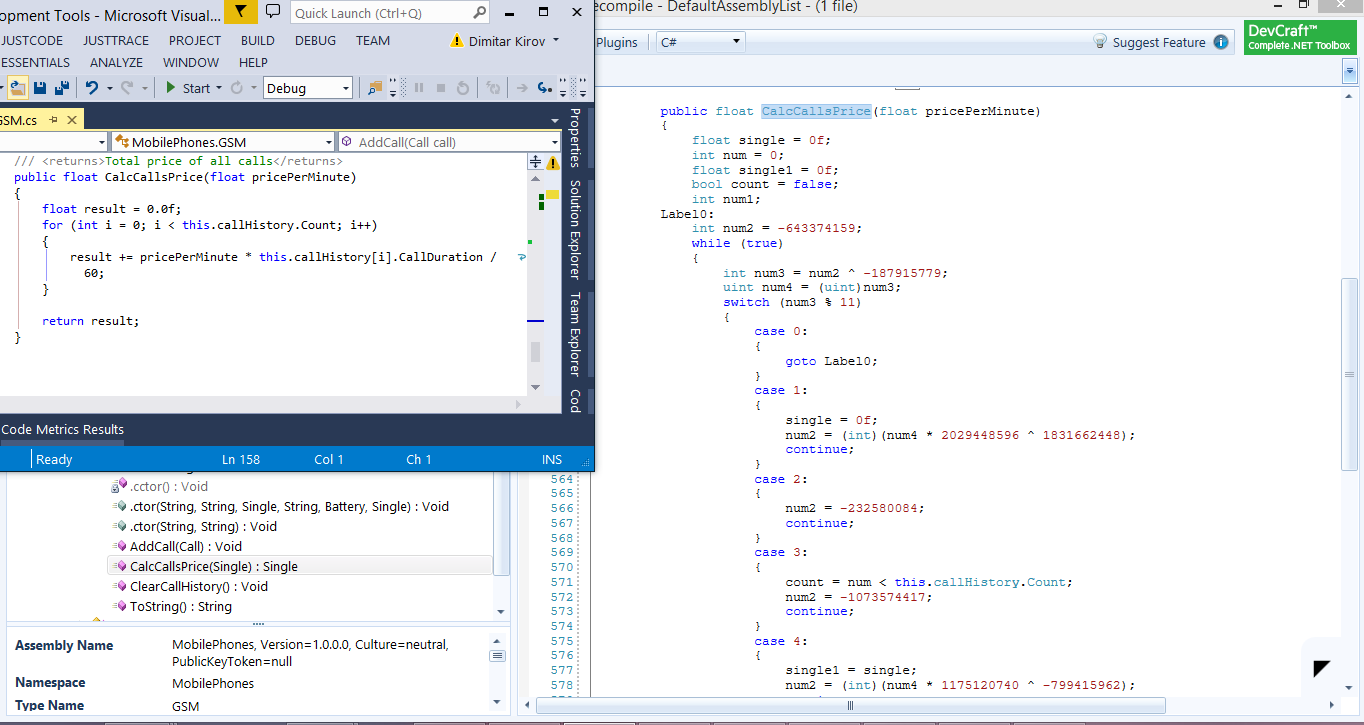 opment Tools - Microsoft Visual...
Quick Launch (Ctrl+Q)
JUSTCODE JUSTTRACE PROJECT BUILD DEBUG TEAM
Dimitar Kirov
ESSENTIALS ANALYZE WINDOW HELP
Start Debug
GSM.cs
MobilePhones.GSM AddCall(Call call)
/// <returns>Total price of all calls</returns>
public float CalcCallsPrice(float pricePerMinute)
{
float result = 0.0f;
for (int i = 0; i < this.callHistory.Count; i++)
{
result += pricePerMinute * this.callHistory[i].CallDuration /
60;
}
return result;
}
Properties
Solution Explorer
Team Explorer
Cod
Code Metrics Results
Ready Ln 158 Col 1 Ch 1 INS
.cctor() : Void
.ctor(String, String, Single, String, Battery, Single) : Void
.ctor(String, String) : Void
AddCall(Call) : Void
CalcCallsPrice(Single) : Single
ClearCallHistory() : Void
ToString() : String
Assembly Name MobilePhones, Version=1.0.0.0, Culture=neutral,
PublicKeyToken=null
Namespace MobilePhones
Type Name GSM
ecompile - DefaultAssemblyList - (1 file)
Plugins C# Suggest Feature
DevCraft™
Complete .NET Toolbox
public float CalcCallsPrice(float pricePerMinute)
{
float single = 0f;
int num = 0;
float single1 = 0f;
bool count = false;
int num1;
Label0:
int num2 = -643374159;
while (true)
{
int num3 = num2 ^ -187915779;
uint num4 = (uint)num3;
switch (num3 % 11)
{
case 0:
{
goto Label0;
}
case 1:
{
single = 0f;
num2 = (int)(num4 * 2029448596 ^ 1831662448);
continue;
}
564 case 2:
565 {
566 num2 = -232580084;
567 continue;
568 }
569 case 3:
570 {
571 count = num < this.callHistory.Count;
572 num2 = -1073574417;
573 continue;
574 }
575 case 4:
576 {
577 single1 = single;
578 num2 = (int)(num4 * 1175120740 ^ -799415962);